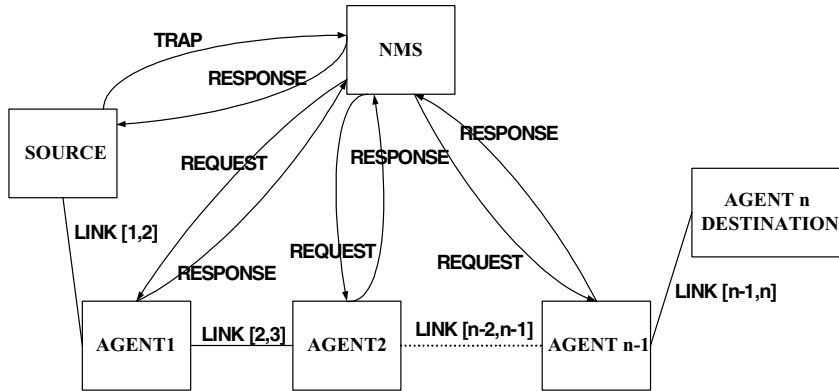 TRAP
NMS
RESPONSE
SOURCE
REQUEST
RESPONSE
RESPONSE
AGENT n
DESTINATION
LINK [1,2]
RESPONSE
REQUEST
REQUEST
LINK [n-1,n]
AGENT1
LINK [2,3]
AGENT2
LINK [n-2,n-1]
AGENT n-1